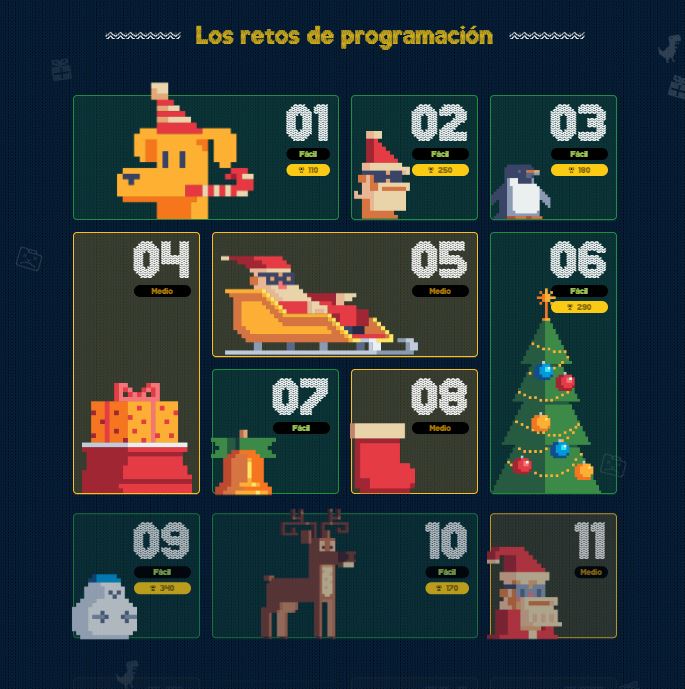 Los retos de programación
01
Fácil
110
02
Fácil
250
03
Fácil
180
04
Medio
05
Medio
06
Fácil
290
07
Fácil
08
Medio
09
Fácil
340
10
Fácil
170
11
Medio